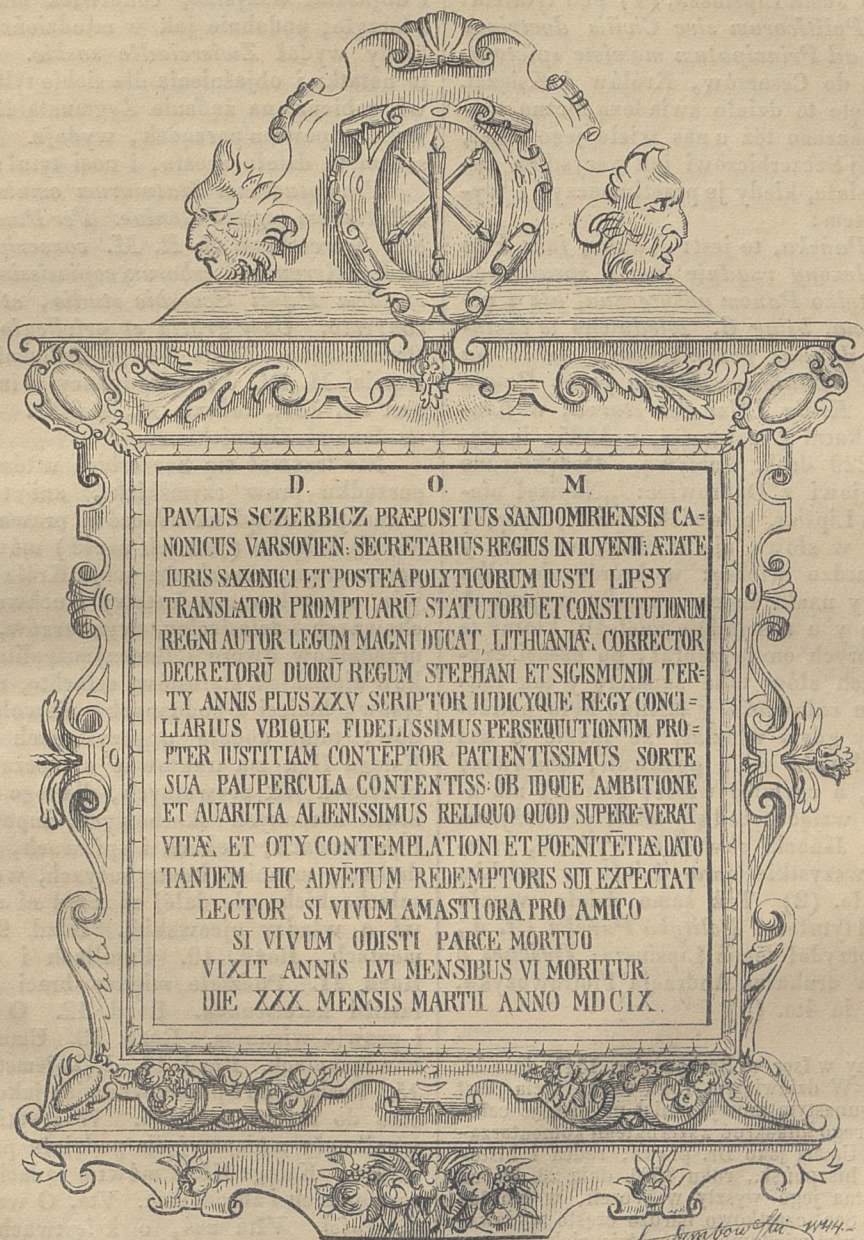 D. O. M
PAVLUS SCZERBICZ PRÆPOSITUS SANDOMIRIENSIS CA=
NONICUS VARSOVIEN: SECRETARIUS REGIUS IN IUVENIL: ÆTATE
IURIS SAXONICI ET POSTEA POLYTICORUM IUSTI LIPSY
TRANSLATOR PROMPTUARŪ STATUTORŪ ET CONSTITUTIONUM
REGNI AUTOR LEGUM MAGNI DUCAT, LITHUANIÆ, CORRECTOR
DECRETORŪ DUORŪ REGUM STEPHANI ET SIGISMUNDI TER=
TY ANNIS PLUS XXV SCRIPTOR IUDICYQUE REGY CONCI=
LIARIUS VBIQUE FIDELISSIMUS PERSEQUUTIONUM PRO=
PTER IUSTITIAM CONTĒPTOR PATIENTISSIMUS SORTE
SUA PAUPERCULA CONTENTISS: OB IDQUE AMBITIONE
ET AUARITIA ALIENISSIMUS RELIQUO QUOD SUPERE-VERAT
VITÆ, ET OTY CONTEMPLATIONI ET POENITĒTIÆ DATO
TANDEM HIC ADVĒTUM REDEMPTORIS SUI EXPECTAT
LECTOR SI VIVUM AMASTI ORA PRO AMICO
SI VIVUM ODISTI PARCE MORTUO
VIXIT ANNIS LVI MENSIBUS VI MORITUR
DIE XXX MENSIS MARTII ANNO MDCIX.
1844.